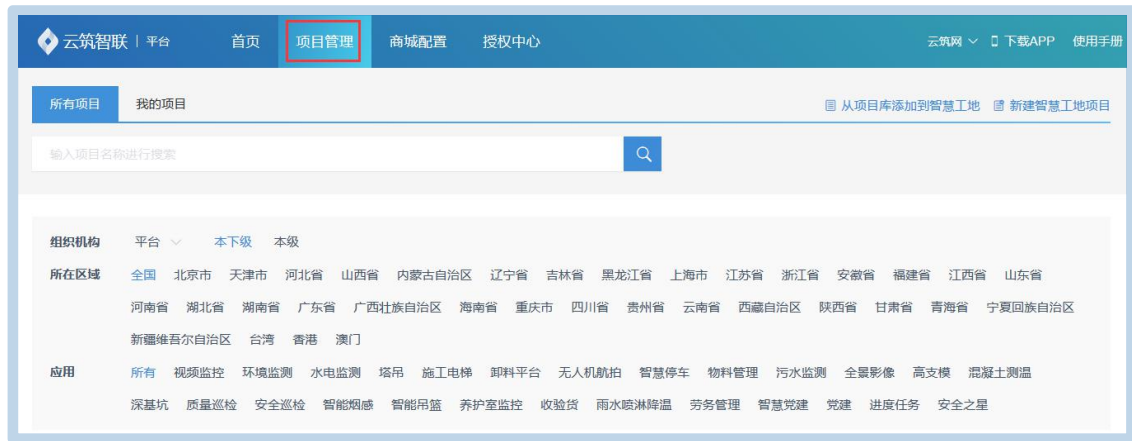 云筑智联 | 平台 首页 项目管理 商城配置 授权中心 云筑网 下载APP 使用手册
所有项目 我的项目 从项目库添加到智慧工地 新建智慧工地项目
输入项目名称进行搜索
组织机构 平台 本下级 本级
所在区域 全国 北京市 天津市 河北省 山西省 内蒙古自治区 辽宁省 吉林省 黑龙江省 上海市 江苏省 浙江省 安徽省 福建省 江西省 山东省
河南省 湖北省 湖南省 广东省 广西壮族自治区 海南省 重庆市 四川省 贵州省 云南省 西藏自治区 陕西省 甘肃省 青海省 宁夏回族自治区
新疆维吾尔自治区 台湾 香港 澳门
应用 所有 视频监控 环境监测 水电监测 塔吊 施工电梯 卸料平台 无人机航拍 智慧停车 物料管理 污水监测 全景影像 高支模 混凝土测温
深基坑 质量巡检 安全巡检 智能烟感 智能吊篮 养护室监控 收验货 雨水喷淋降温 劳务管理 智慧党建 党建 进度任务 安全之星